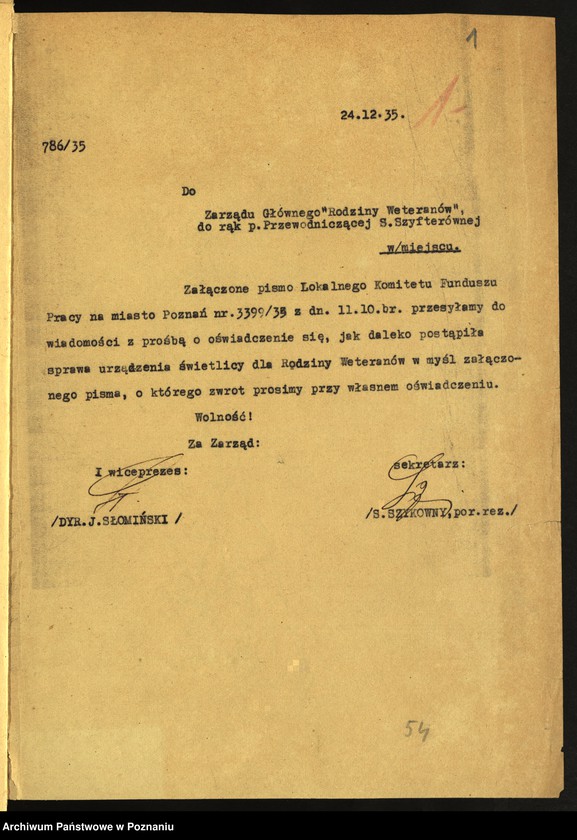 1
24.12.35.
1-
786/35
Do
Zarządu Głównego"Rodziny Weteranów",
do rąk p.Przewodniczącej S.Szyfterównej
w/miejscu.
Załączone pismo Lokalnego Komitetu Funduszu
Pracy na miasto Poznań nr.3399/35 z dn. 11.10.br. przesyłamy do
wiadomości z prośbą o oświadczenie się, jak daleko postąpiła
sprawa urządzenia świetlicy dla Rodziny Weteranów w myśl załączo-
nego pisma, o którego zwrot prosimy przy własnem oświadczeniu.
Wolność!
Za Zarząd:
I wiceprezes:
sekretarz:
/DYR.J.SŁOMIŃSKI /
/S.SZYKOWNY,por.rez./
54
Archiwum Państwowe w Poznaniu